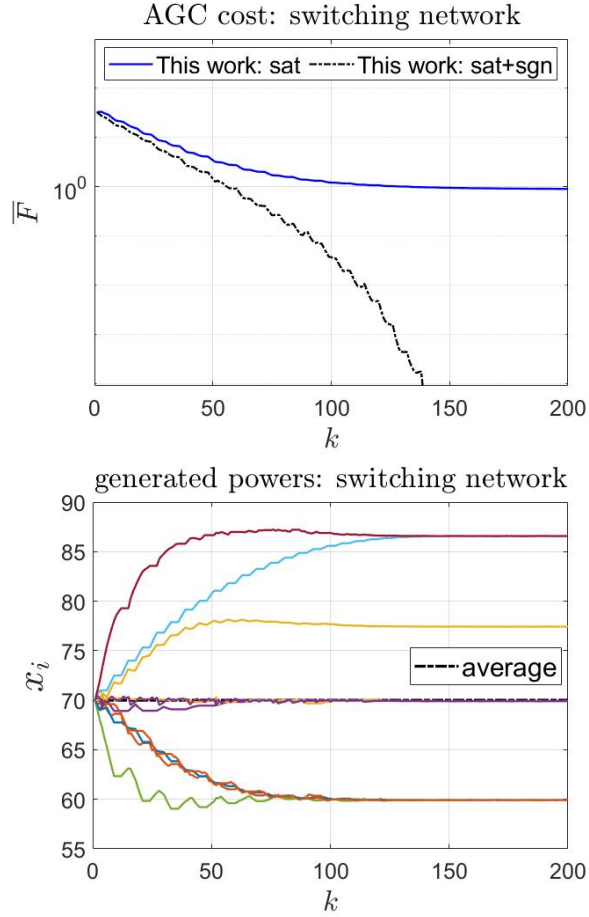 AGC cost: switching network
This work: sat This work: sat+sgn
10^0
F̅
0 50 100 150 200
k
generated powers: switching network
90
85
80
75
70
65
60
55
x_i
average
0 50 100 150 200
k